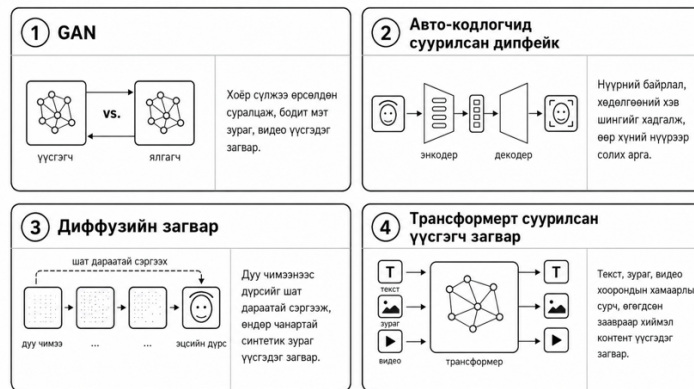 1 GAN
vs.
үүсгэгч
ялгагч
Хоёр сүлжээ өрсөлдөн
суралцаж, бодит мэт
зураг, видео үүсгэдэг
загвар.
2 Авто-кодлогчид
суурилсан дипфейк
энкодер
декодер
Нүүрний байрлал,
хөдөлгөөний хэв
шингийг хадгалж,
өөр хүний нүүрээр
солих арга.
3 Диффузийн загвар
шат дараатай сэргээх
дуу чимээ
...
...
эцсийн дүрс
Дуу чимээнээс
дүрсийг шат
дараатай сэргээж,
өндөр чанартай
синтетик зураг
үүсгэдэг загвар.
4 Трансформерт суурилсан
үүсгэгч загвар
T
текст
зураг
видео
трансформер
T
Текст, зураг, видео
хоорондын хамаарлыг
сурч, өгөгдсөн
заавраар хиймэл
контент үүсгэдэг
загвар.